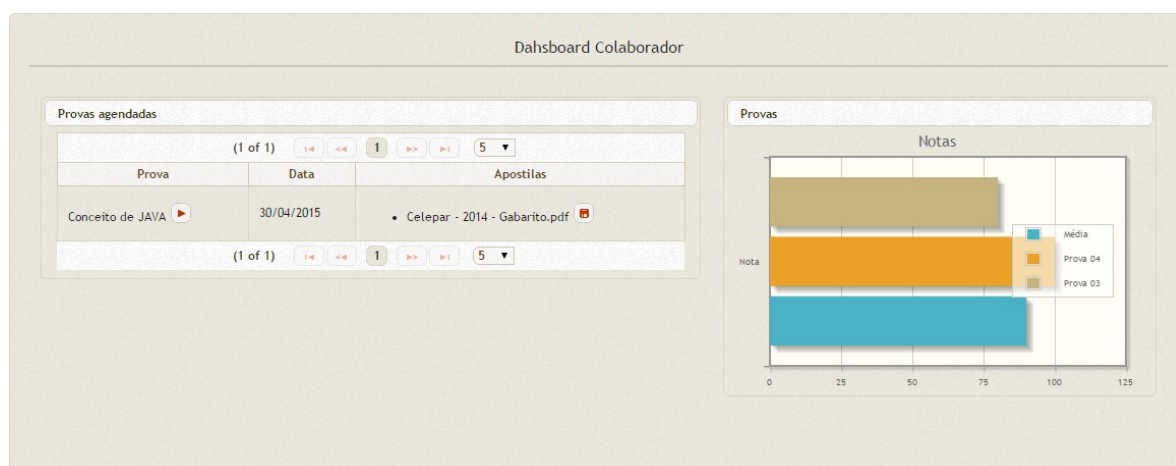 Dahsboard Colaborador
Provas agendadas
(1 of 1) 1 5
Prova Data Apostilas
Conceito de JAVA 30/04/2015 • Celepar - 2014 - Gabarito.pdf
(1 of 1) 1 5
Provas
Notas
Média
Prova 04
Prova 03
Nota
0 25 50 75 100 125